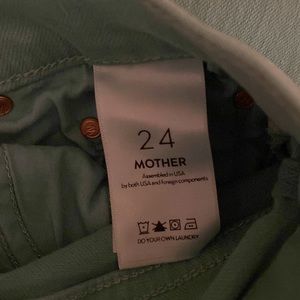 24
MOTHER
Assembled in USA
by both USA and foreign components
DO YOUR OWN LAUNDRY